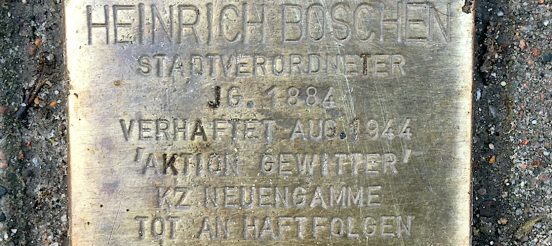 HEINRICH BOSCHEN
STADTVERORDNETER
JG. 1884
VERHAFTET AUG. 1944
'AKTION GEWITTER'
KZ NEUENGAMME
TOT AN HAFTFOLGEN